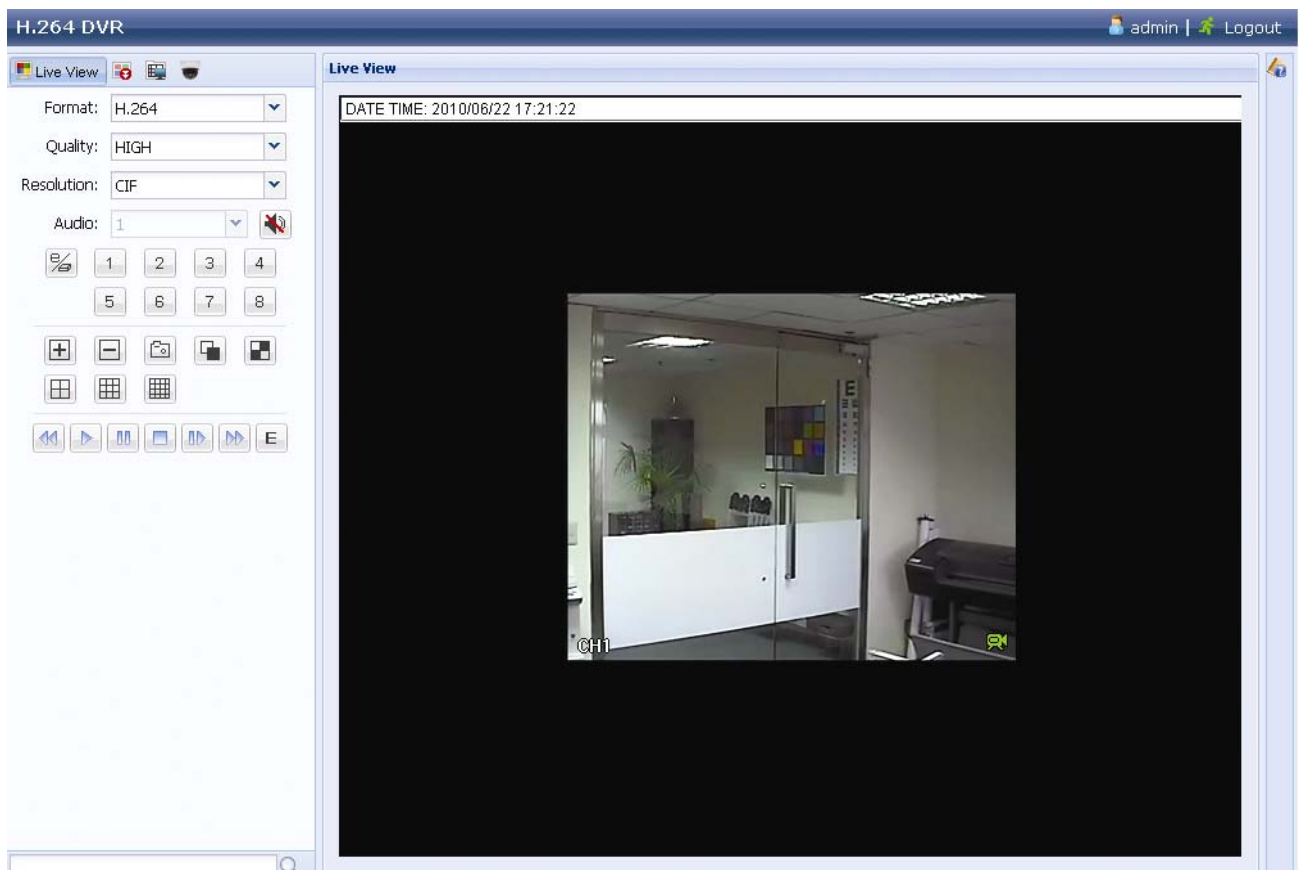 H.264 DVR
admin | Logout
Live View
Live View
Format: H.264
DATE TIME: 2010/06/22 17:21:22
Quality: HIGH
Resolution: CIF
Audio: 1
e/
1 2 3 4
5 6 7 8
E
E
CH1